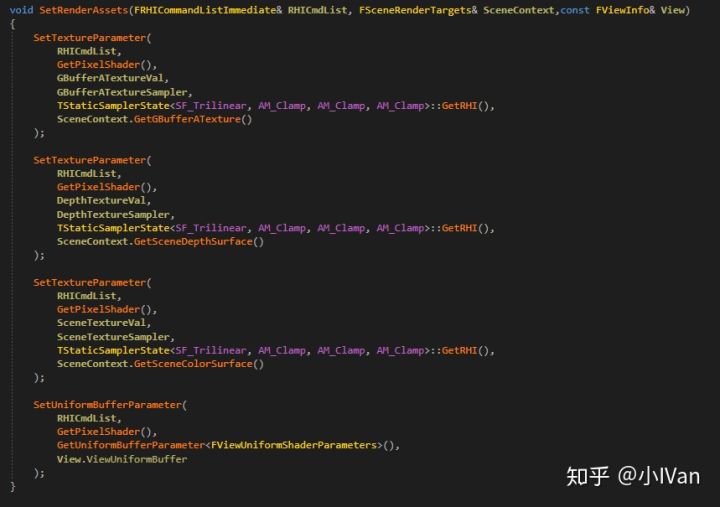 void SetRenderAssets(FRHICommandListImmediate& RHICmdList, FSceneRenderTargets& SceneContext,const FViewInfo& View)
{
    SetTextureParameter(
        RHICmdList,
        GetPixelShader(),
        GBufferATextureVal,
        GBufferATextureSampler,
        TStaticSamplerState<SF_Trilinear, AM_Clamp, AM_Clamp, AM_Clamp>::GetRHI(),
        SceneContext.GetGBufferATexture()
    );
    SetTextureParameter(
        RHICmdList,
        GetPixelShader(),
        DepthTextureVal,
        DepthTextureSampler,
        TStaticSamplerState<SF_Trilinear, AM_Clamp, AM_Clamp, AM_Clamp>::GetRHI(),
        SceneContext.GetSceneDepthSurface()
    );
    SetTextureParameter(
        RHICmdList,
        GetPixelShader(),
        SceneTextureVal,
        SceneTextureSampler,
        TStaticSamplerState<SF_Trilinear, AM_Clamp, AM_Clamp, AM_Clamp>::GetRHI(),
        SceneContext.GetSceneColorSurface()
    );
    SetUniformBufferParameter(
        RHICmdList,
        GetPixelShader(),
        GetUniformBufferParameter<FViewUniformShaderParameters>(),
        View.ViewUniformBuffer
    );
}
知乎 @小IVan